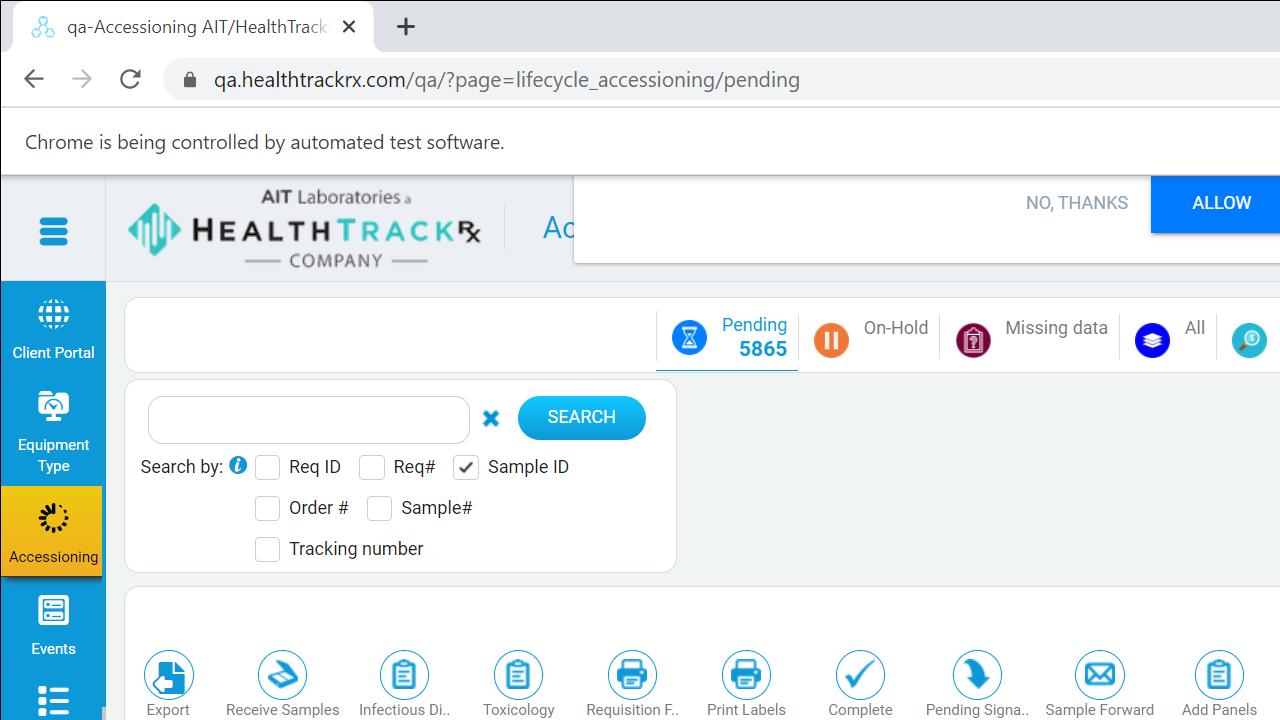 qa-Accessioning AIT/HealthTrack
qa.healthtrackrx.com/qa/?page=lifecycle_accessioning/pending
Chrome is being controlled by automated test software.
AIT Laboratories a
HEALTHTRACKRX
COMPANY
Ac
NO, THANKS
ALLOW
Client Portal
Equipment
Type
Accessioning
Events
Pending
5865
On-Hold
Missing data
All
SEARCH
Search by:
Req ID
Req#
Sample ID
Order #
Sample#
Tracking number
Export
Receive Samples
Infectious Di..
Toxicology
Requisition F..
Print Labels
Complete
Pending Signa..
Sample Forward
Add Panels